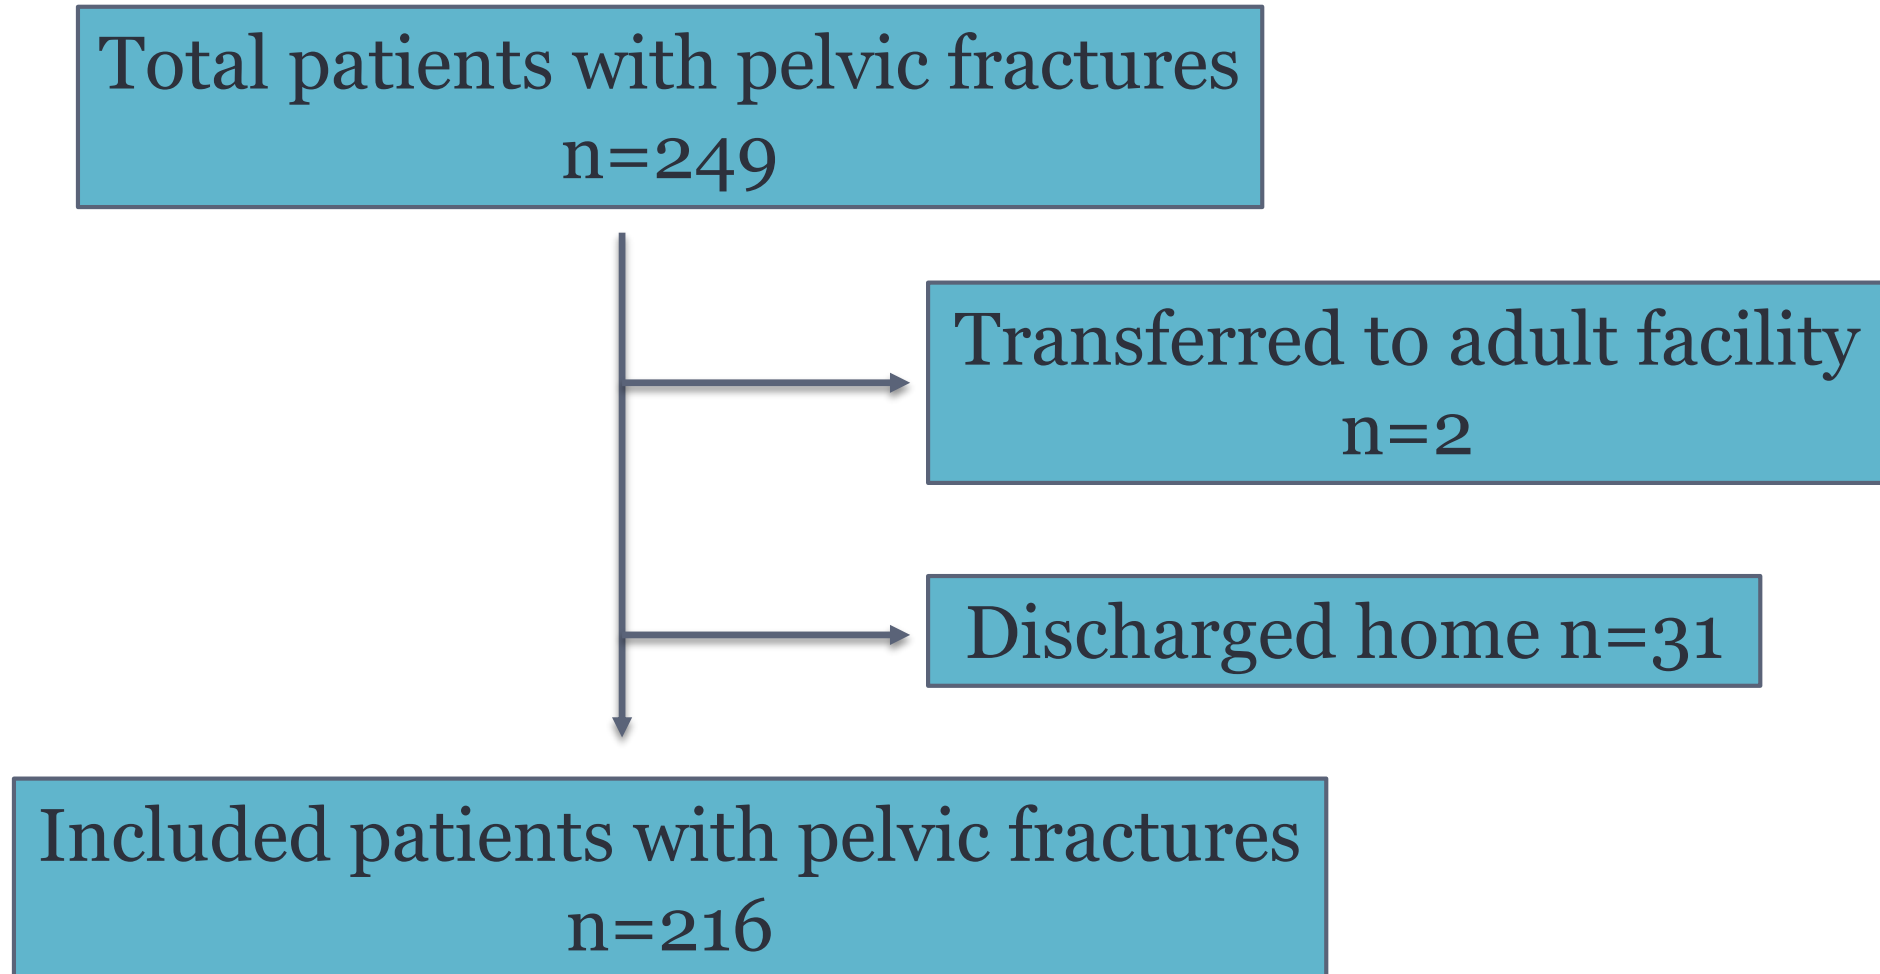 Total patients with pelvic fractures
n=249
Transferred to adult facility
n=2
Discharged home n=31
Included patients with pelvic fractures
n=216